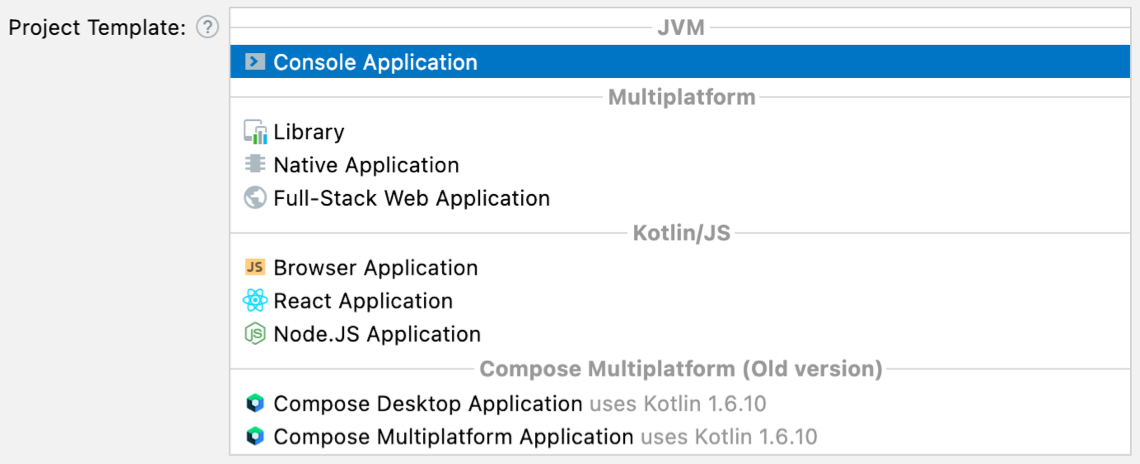 Project Template: ?
JVM
Console Application
Multiplatform
Library
Native Application
Full-Stack Web Application
Kotlin/JS
JS Browser Application
React Application
JS Node.JS Application
Compose Multiplatform (Old version)
Compose Desktop Application uses Kotlin 1.6.10
Compose Multiplatform Application uses Kotlin 1.6.10